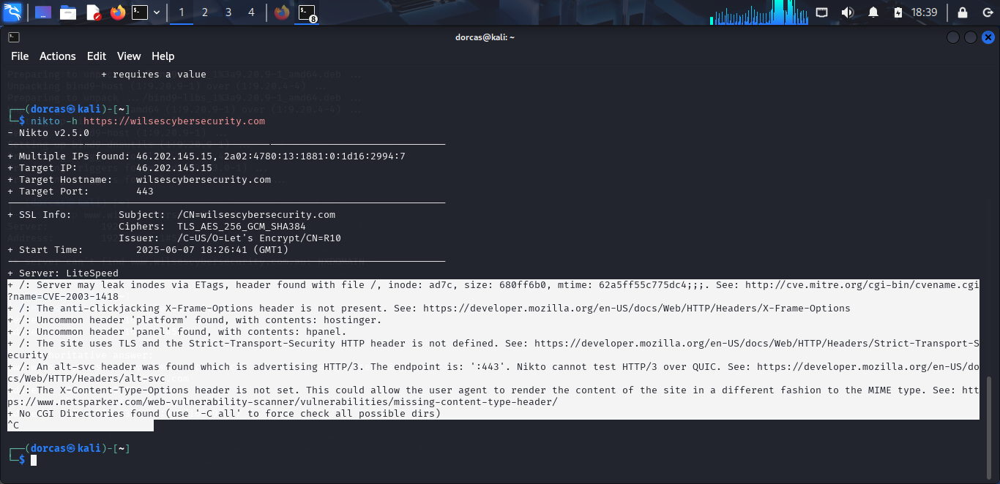 1 2 3 4 8 18:39
dorcas@kali: ~
File Actions Edit View Help
+ requires a value
┌──(dorcas㉿kali)-[~]
└─$ nikto -h https://wilsescybersecurity.com
- Nikto v2.5.0
+ Multiple IPs found: 46.202.145.15, 2a02:4780:13:1881:0:1d16:2994:7
+ Target IP: 46.202.145.15
+ Target Hostname: wilsescybersecurity.com
+ Target Port: 443
+ SSL Info: Subject: /CN=wilsescybersecurity.com
Ciphers: TLS_AES_256_GCM_SHA384
Issuer: /C=US/O=Let's Encrypt/CN=R10
+ Start Time: 2025-06-07 18:26:41 (GMT1)
+ Server: LiteSpeed
+ /: Server may leak inodes via ETags, header found with file /, inode: ad7c, size: 680ff6b0, mtime: 62a5ff55c775dc4;;;. See: http://cve.mitre.org/cgi-bin/cvename.cgi
?name=CVE-2003-1418
+ /: The anti-clickjacking X-Frame-Options header is not present. See: https://developer.mozilla.org/en-US/docs/Web/HTTP/Headers/X-Frame-Options
+ /: Uncommon header 'platform' found, with contents: hostinger.
+ /: Uncommon header 'panel' found, with contents: hpanel.
+ /: The site uses TLS and the Strict-Transport-Security HTTP header is not defined. See: https://developer.mozilla.org/en-US/docs/Web/HTTP/Headers/Strict-Transport-S
ecurity
+ /: An alt-svc header was found which is advertising HTTP/3. The endpoint is: ':443'. Nikto cannot test HTTP/3 over QUIC. See: https://developer.mozilla.org/en-US/do
cs/Web/HTTP/Headers/alt-svc
+ /: The X-Content-Type-Options header is not set. This could allow the user agent to render the content of the site in a different fashion to the MIME type. See: htt
ps://www.netsparker.com/web-vulnerability-scanner/vulnerabilities/missing-content-type-header/
+ No CGI Directories found (use '-C all' to force check all possible dirs)
^C
┌──(dorcas㉿kali)-[~]
└─$